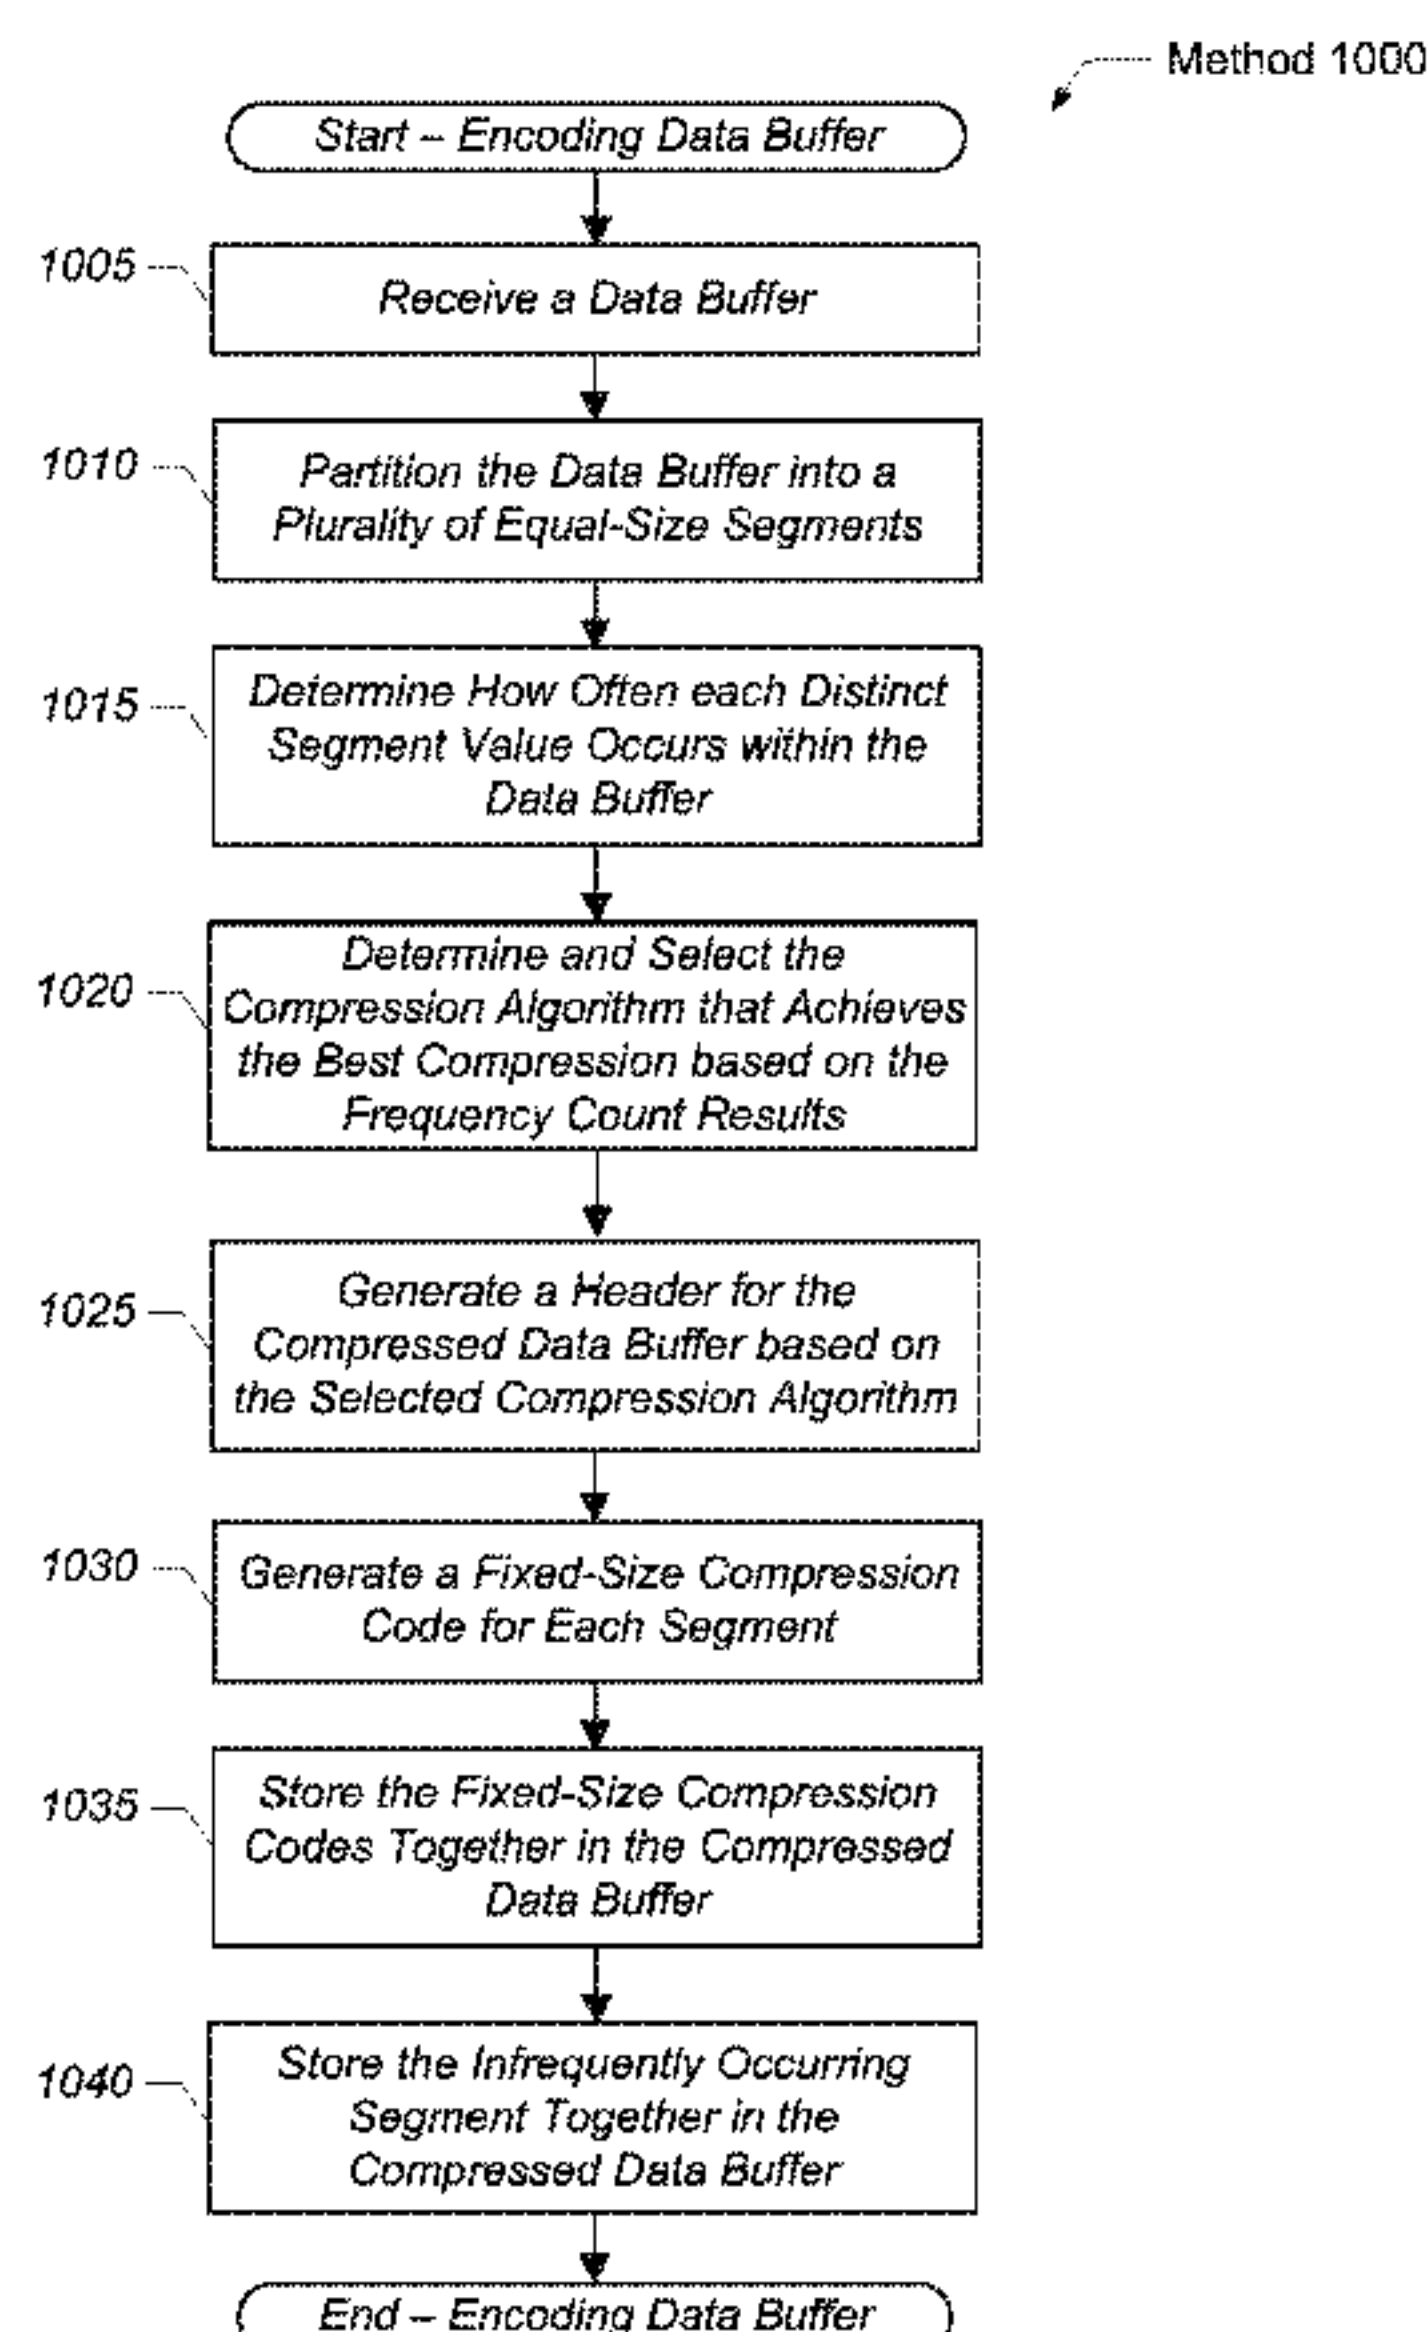 Method 1000
Start – Encoding Data Buffer
1005
Receive a Data Buffer
1010
Partition the Data Buffer into a
Plurality of Equal-Size Segments
1015
Determine How Often each Distinct
Segment Value Occurs within the
Data Buffer
1020
Determine and Select the
Compression Algorithm that Achieves
the Best Compression based on the
Frequency Count Results
1025
Generate a Header for the
Compressed Data Buffer based on
the Selected Compression Algorithm
1030
Generate a Fixed-Size Compression
Code for Each Segment
1035
Store the Fixed-Size Compression
Codes Together in the Compressed
Data Buffer
1040
Store the Infrequently Occurring
Segment Together in the
Compressed Data Buffer
End – Encoding Data Buffer